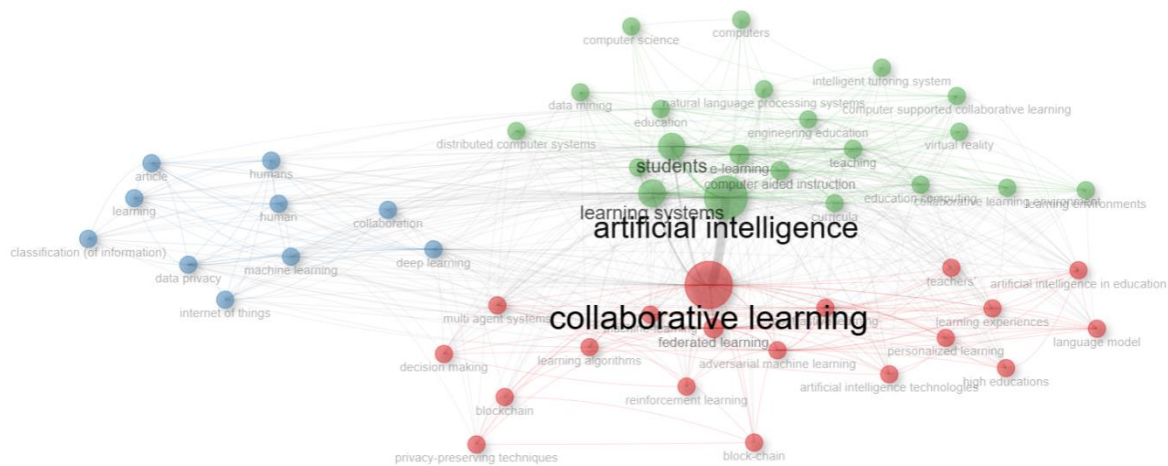 computer science
computers
intelligent tutoring system
data mining
natural language processing systems
computer supported collaborative learning
education
engineering education
distributed computer systems
virtual reality
students
e-learning
teaching
article
humans
computer aided instruction
learning
education computing
collaborative learning environment
learning environments
learning systems
curricula
human
collaboration
artificial intelligence
classification (of information)
machine learning
deep learning
data privacy
teachers'
artificial intelligence in education
internet of things
multi agent systems
collaborative learning
learning experiences
federated learning
language model
personalized learning
decision making
learning algorithms
adversarial machine learning
artificial intelligence technologies
high educations
reinforcement learning
blockchain
privacy-preserving techniques
block-chain